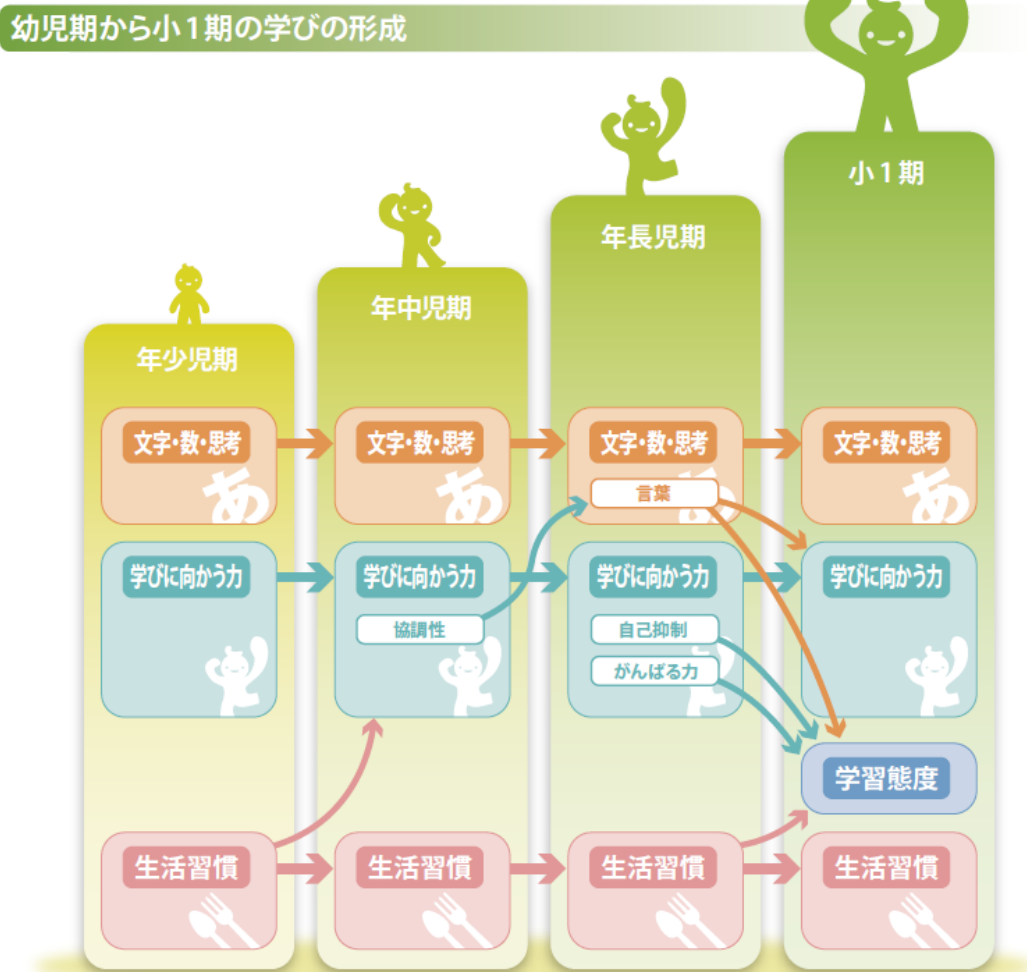 幼児期から小1期の学びの形成
年少児期
年中児期
年長児期
小1期
文字・数・思考
あ
文字・数・思考
あ
文字・数・思考
言葉
あ
文字・数・思考
あ
学びに向かう力
学びに向かう力
協調性
学びに向かう力
自己抑制
がんばる力
学びに向かう力
学習態度
生活習慣
生活習慣
生活習慣
生活習慣